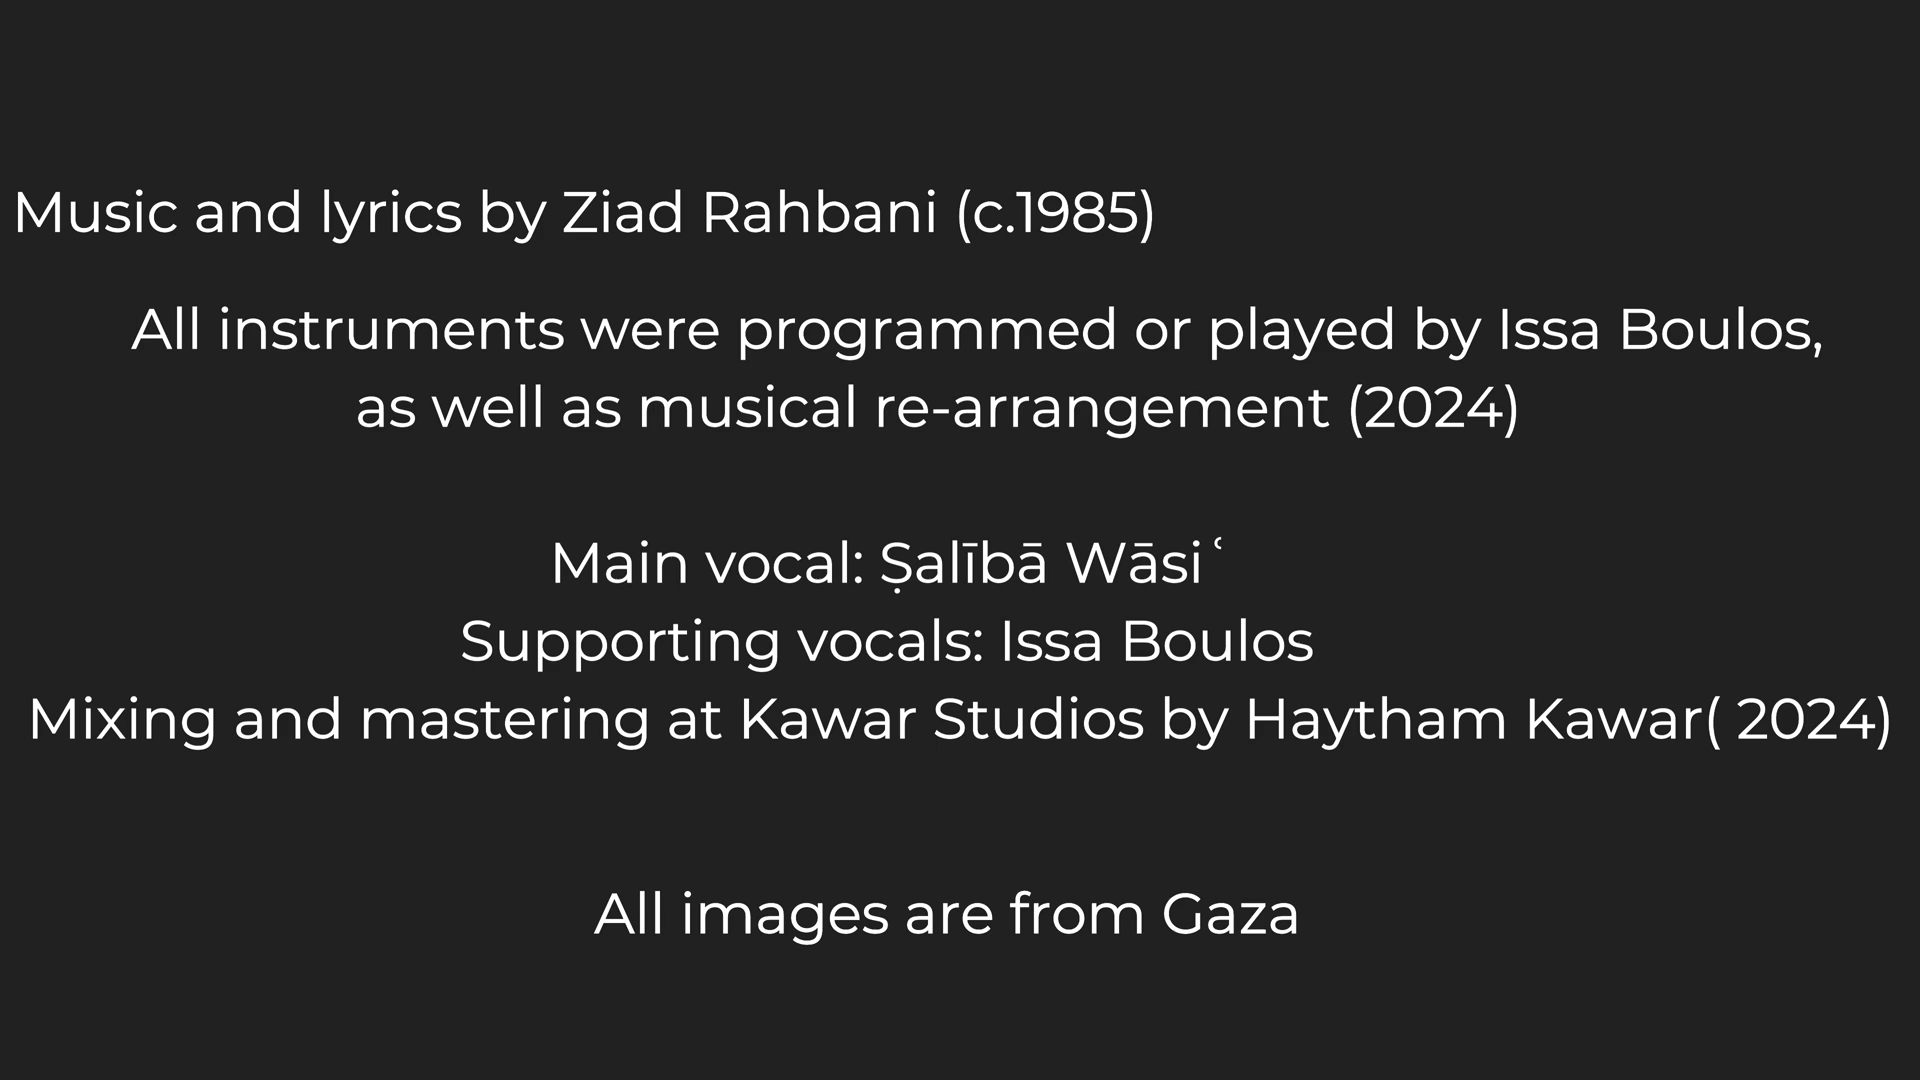 Music and lyrics by Ziad Rahbani (c.1985)
All instruments were programmed or played by Issa Boulos,
as well as musical re-arrangement (2024)
Main vocal: Ṣalībā Wāsiʿ
Supporting vocals: Issa Boulos
Mixing and mastering at Kawar Studios by Haytham Kawar( 2024)
All images are from Gaza